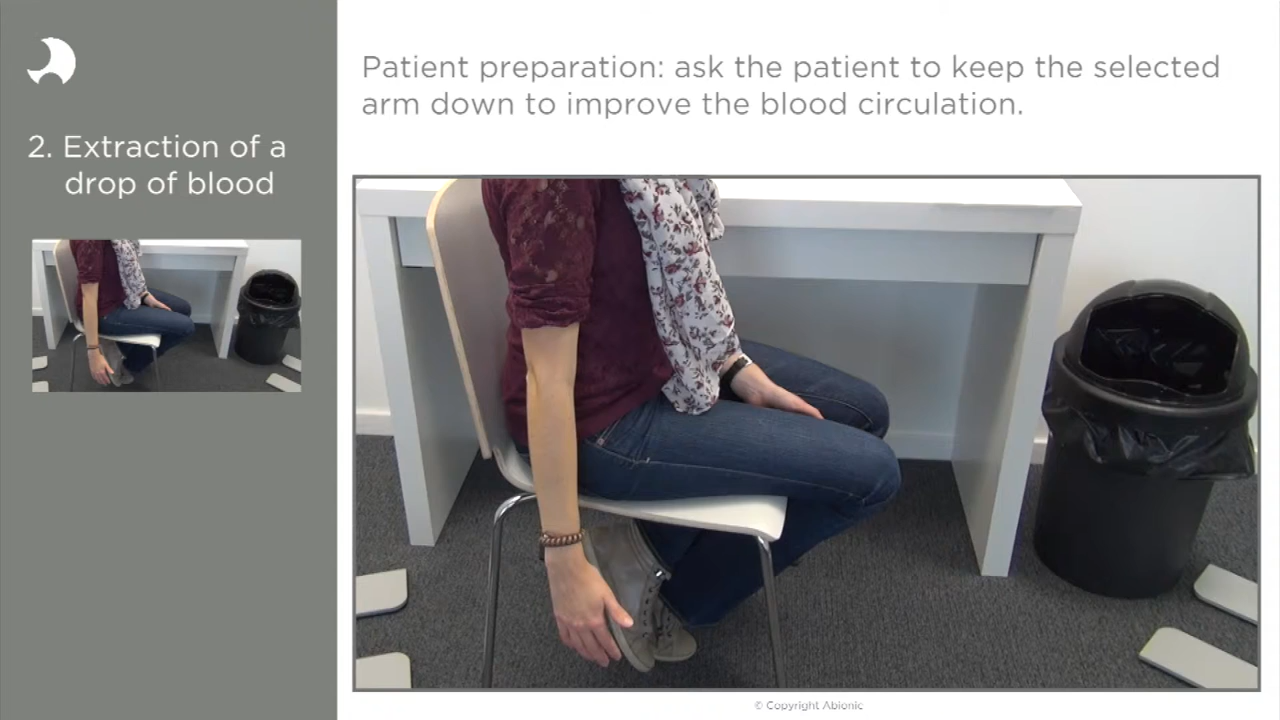 2. Extraction of a
drop of blood
Patient preparation: ask the patient to keep the selected
arm down to improve the blood circulation.
© Copyright Abionic